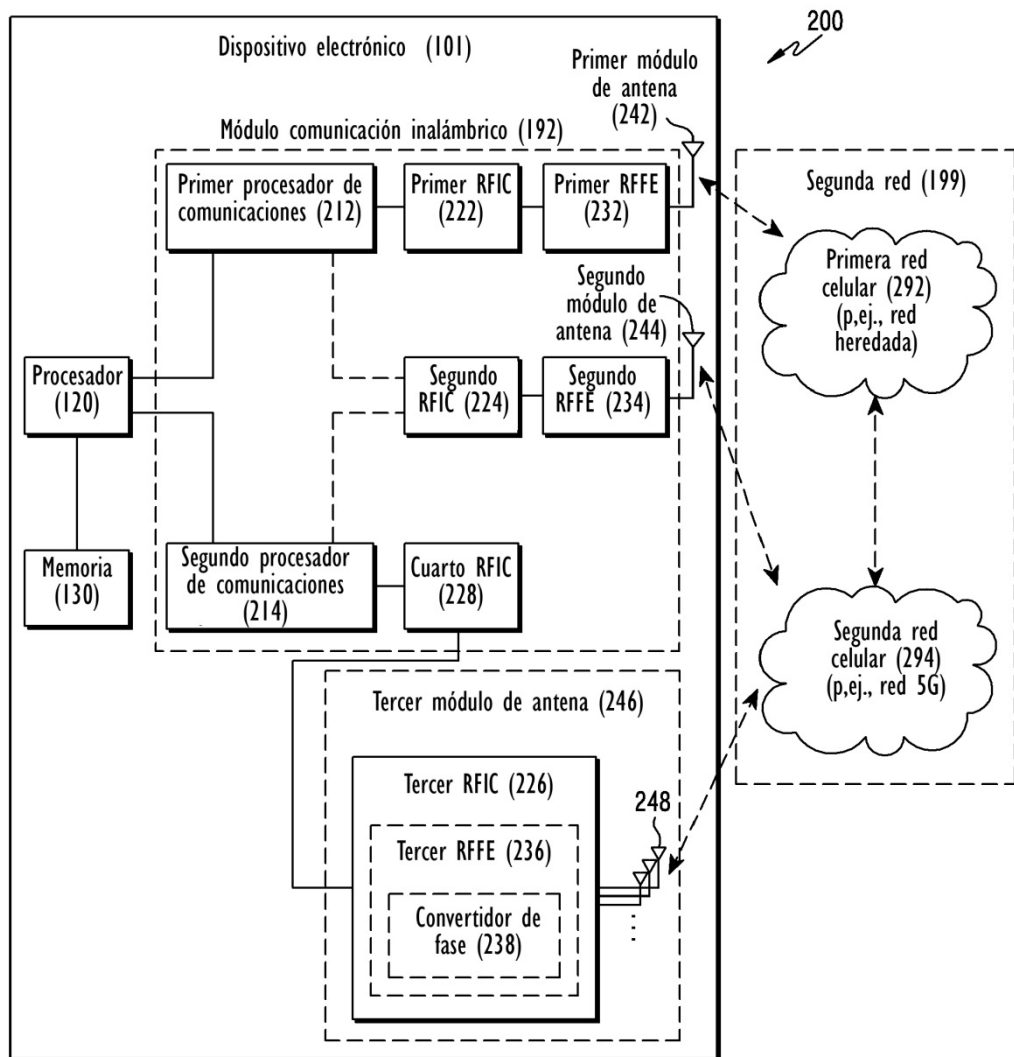 200
Dispositivo electrónico (101)
Primer módulo
de antena
(242)
Módulo comunicación inalámbrico (192)
Primer procesador de
comunicaciones (212)
Primer RFIC
(222)
Primer RFFE
(232)
Segunda red (199)
Primera red
celular (292)
(p,ej., red
heredada)
Segundo
módulo de
antena (244)
Procesador
(120)
Segundo
RFIC (224)
Segundo
RFFE (234)
Memoria
(130)
Segundo procesador
de comunicaciones
(214)
Cuarto RFIC
(228)
Segunda red
celular (294)
(p,ej., red 5G)
Tercer módulo de antena (246)
Tercer RFIC (226)
248
Tercer RFFE (236)
Convertidor de
fase (238)